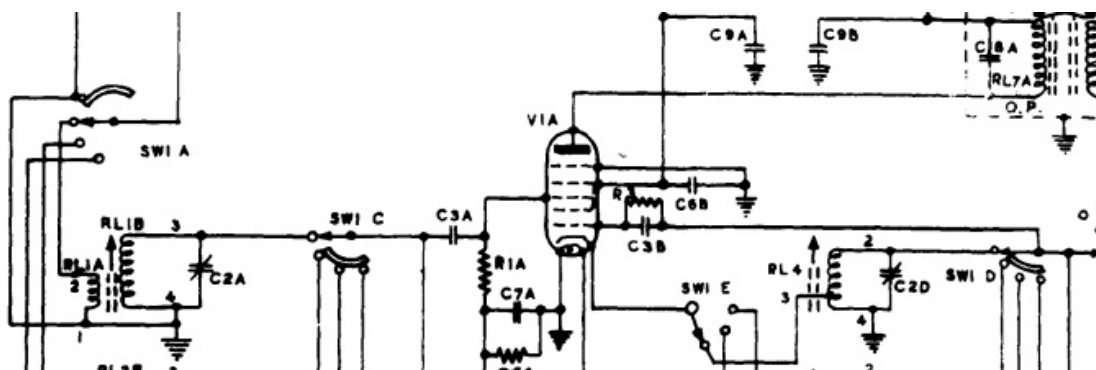 C9A
C9B
C8A
RL7A
O.P.
V1A
SW1 A
R
C6B
RL1B
3
SW1 C
C3A
C3B
2
RL1A
2
C2A
R1A
RL4
C2D
SW1 D
C7A
SW1 E
3
4
4
1
2